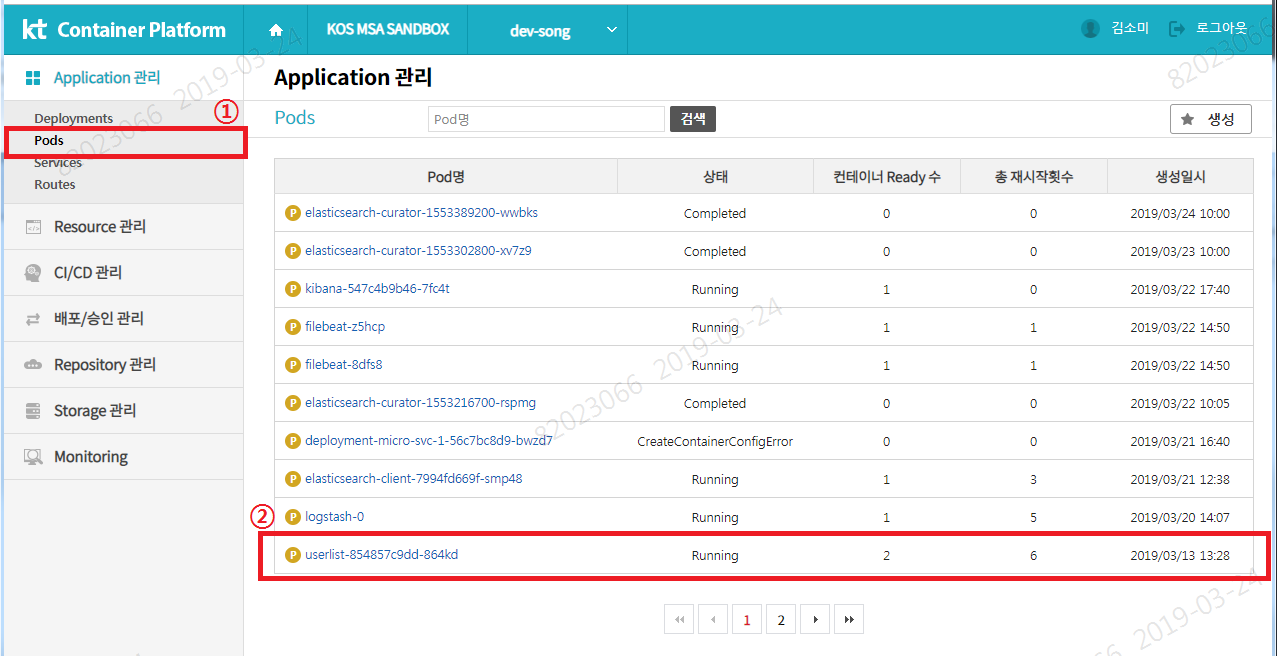 kt Container Platform
KOS MSA SANDBOX
dev-song
김소미
로그아웃
Application 관리
Deployments
①
Pods
Services
Routes
Resource 관리
CI/CD 관리
배포/승인 관리
Repository 관리
Storage 관리
Monitoring
Application 관리
Pods
Pod명
검색
생성
Pod명 상태 컨테이너 Ready 수 총 재시작횟수 생성일시
P elasticsearch-curator-1553389200-wwbks Completed 0 0 2019/03/24 10:00
P elasticsearch-curator-1553302800-xv7z9 Completed 0 0 2019/03/23 10:00
P kibana-547c4b9b46-7fc4t Running 1 0 2019/03/22 17:40
P filebeat-z5hcp Running 1 1 2019/03/22 14:50
P filebeat-8dfs8 Running 1 1 2019/03/22 14:50
P elasticsearch-curator-1553216700-rspmg Completed 0 0 2019/03/22 10:05
P deployment-micro-svc-1-56c7bc8d9-bwzd7 CreateContainerConfigError 0 0 2019/03/21 16:40
P elasticsearch-client-7994fd669f-smp48 Running 1 3 2019/03/21 12:38
② P logstash-0 Running 1 5 2019/03/20 14:07
P userlist-854857c9dd-864kd Running 2 6 2019/03/13 13:28
1 2
82023066 2019-03-24
82023066
82023066 2019-03-24
66 2019-03-24